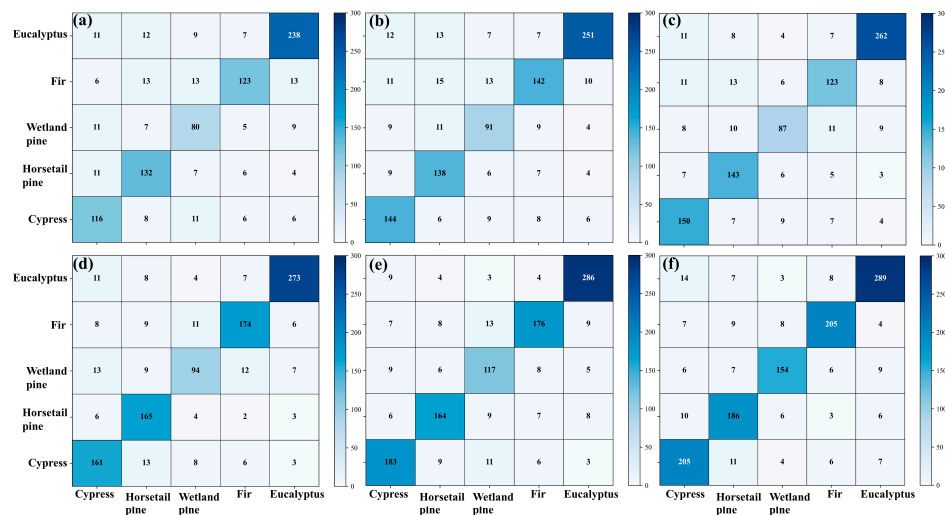 (a)
(b)
(c)
300
300
300
Eucalyptus
11 12 9 7 238
12 13 7 7 251
11 8 4 7 262
250
250
250
Fir
6 13 13 123 13
11 15 13 142 10
11 13 6 123 8
200
200
200
Wetland
pine
11 7 80 5 9
9 11 91 9 4
8 10 87 11 9
150
150
150
Horsetail
pine
11 132 7 6 4
9 138 6 7 4
7 143 6 5 3
100
100
100
Cypress
116 8 11 6 6
144 6 9 8 6
150 7 9 7 4
50
50
50
0
0
0
(d)
(e)
(f)
300
300
300
Eucalyptus
11 8 4 7 273
9 4 3 4 286
14 7 3 8 289
250
250
250
Fir
8 9 11 174 6
7 8 13 176 9
7 9 8 205 4
200
200
200
Wetland
pine
13 9 94 12 7
9 6 117 8 5
6 7 154 6 9
150
150
150
Horsetail
pine
6 165 4 2 3
6 164 9 7 8
10 186 6 3 6
100
100
100
Cypress
161 13 8 6 3
183 9 11 6 3
205 11 4 6 7
50
50
50
0
0
0
Cypress Horsetail Wetland Fir Eucalyptus
pine pine
Cypress Horsetail Wetland Fir Eucalyptus
pine pine
Cypress Horsetail Wetland Fir Eucalyptus
pine pine